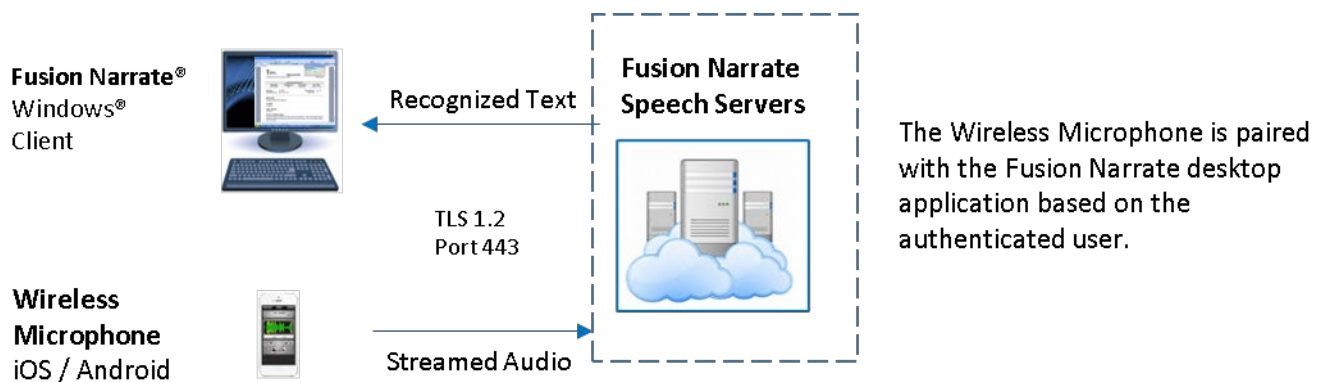 Fusion Narrate®
Windows®
Client
Recognized Text
Fusion Narrate
Speech Servers
TLS 1.2
Port 443
Wireless
Microphone
iOS / Android
Streamed Audio
The Wireless Microphone is paired
with the Fusion Narrate desktop
application based on the
authenticated user.